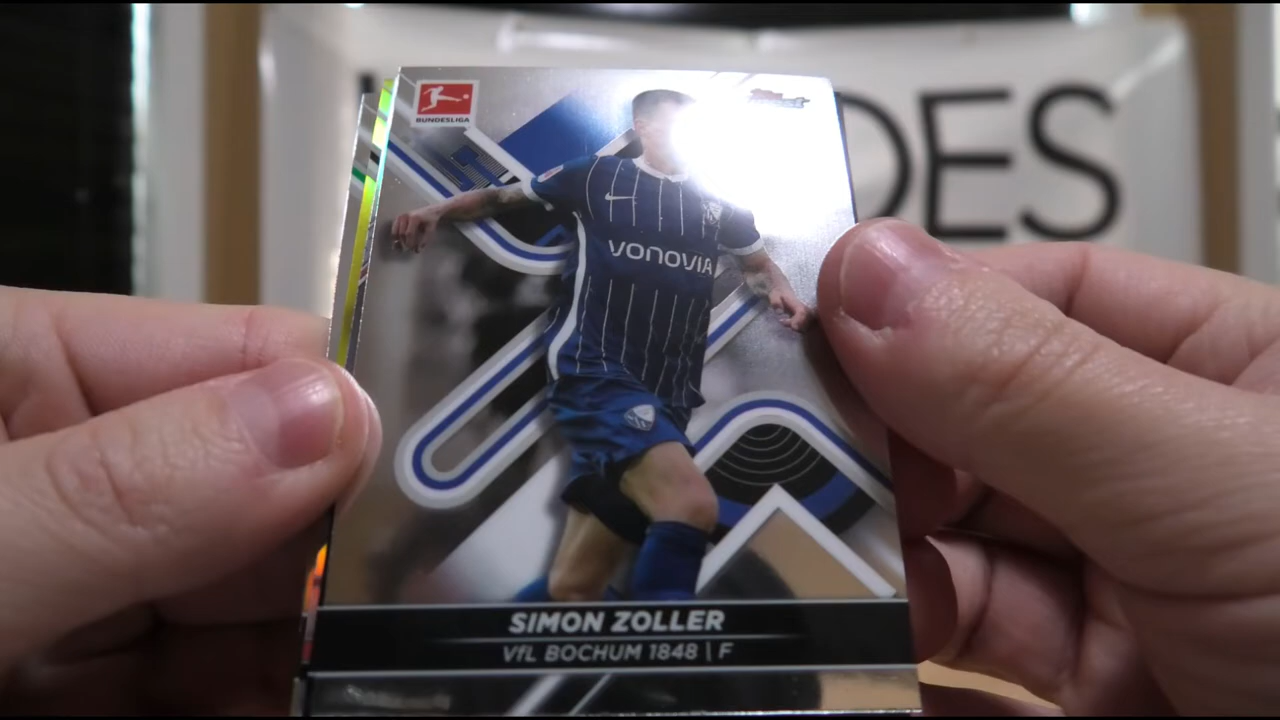 BUNDESLIGA
DES
VONOVIA
SIMON ZOLLER
VfL BOCHUM 1848 | F